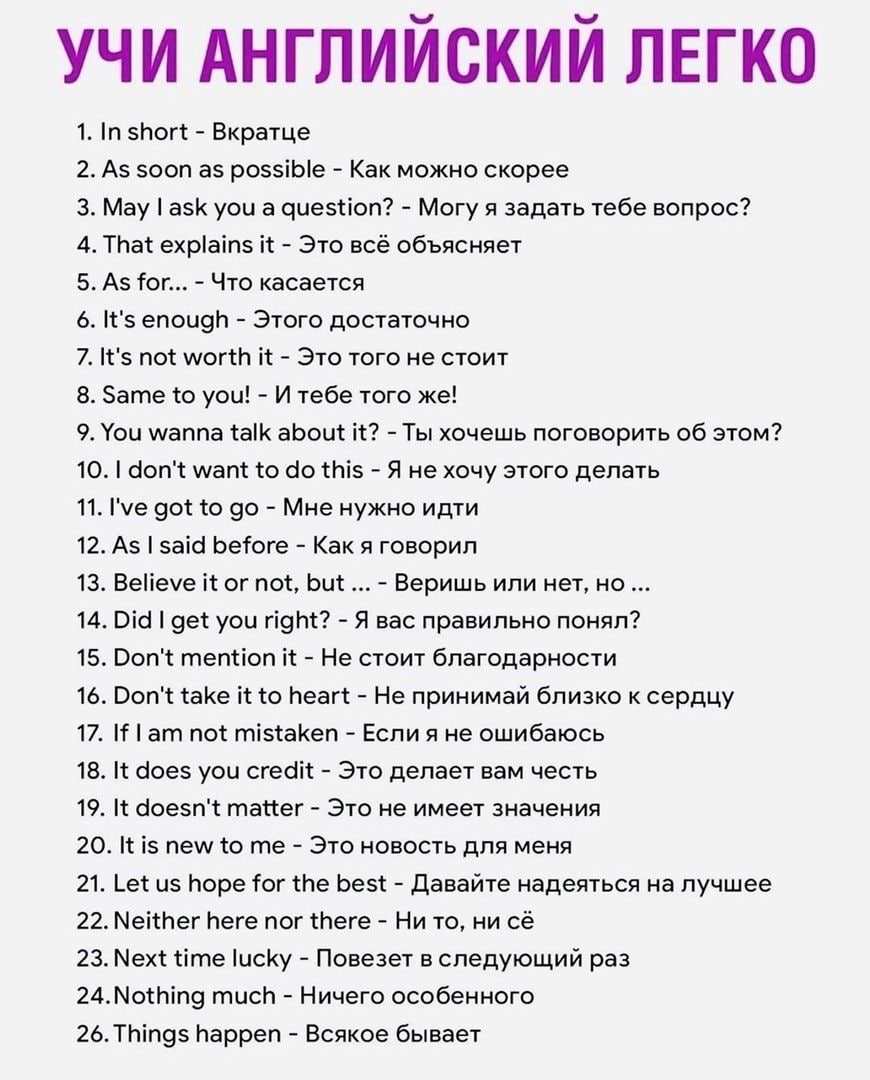 УЧИ АНГЛИЙСКИЙ ЛЕГКО
1. In short - Вкратце
2. As soon as possible - Как можно скорее
3. May I ask you a question? - Могу я задать тебе вопрос?
4. That explains it - Это всё объясняет
5. As for... - Что касается
6. It's enough - Этого достаточно
7. It's not worth it - Это того не стоит
8. Same to you! - И тебе того же!
9. You wanna talk about it? - Ты хочешь поговорить об этом?
10. I don't want to do this - Я не хочу этого делать
11. I've got to go - Мне нужно идти
12. As I said before - Как я говорил
13. Believe it or not, but ... - Веришь или нет, но ...
14. Did I get you right? - Я вас правильно понял?
15. Don't mention it - Не стоит благодарности
16. Don't take it to heart - Не принимай близко к сердцу
17. If I am not mistaken - Если я не ошибаюсь
18. It does you credit - Это делает вам честь
19. It doesn't matter - Это не имеет значения
20. It is new to me - Это новость для меня
21. Let us hope for the best - Давайте надеяться на лучшее
22. Neither here nor there - Ни то, ни сё
23. Next time lucky - Повезет в следующий раз
24. Nothing much - Ничего особенного
26. Things happen - Всякое бывает